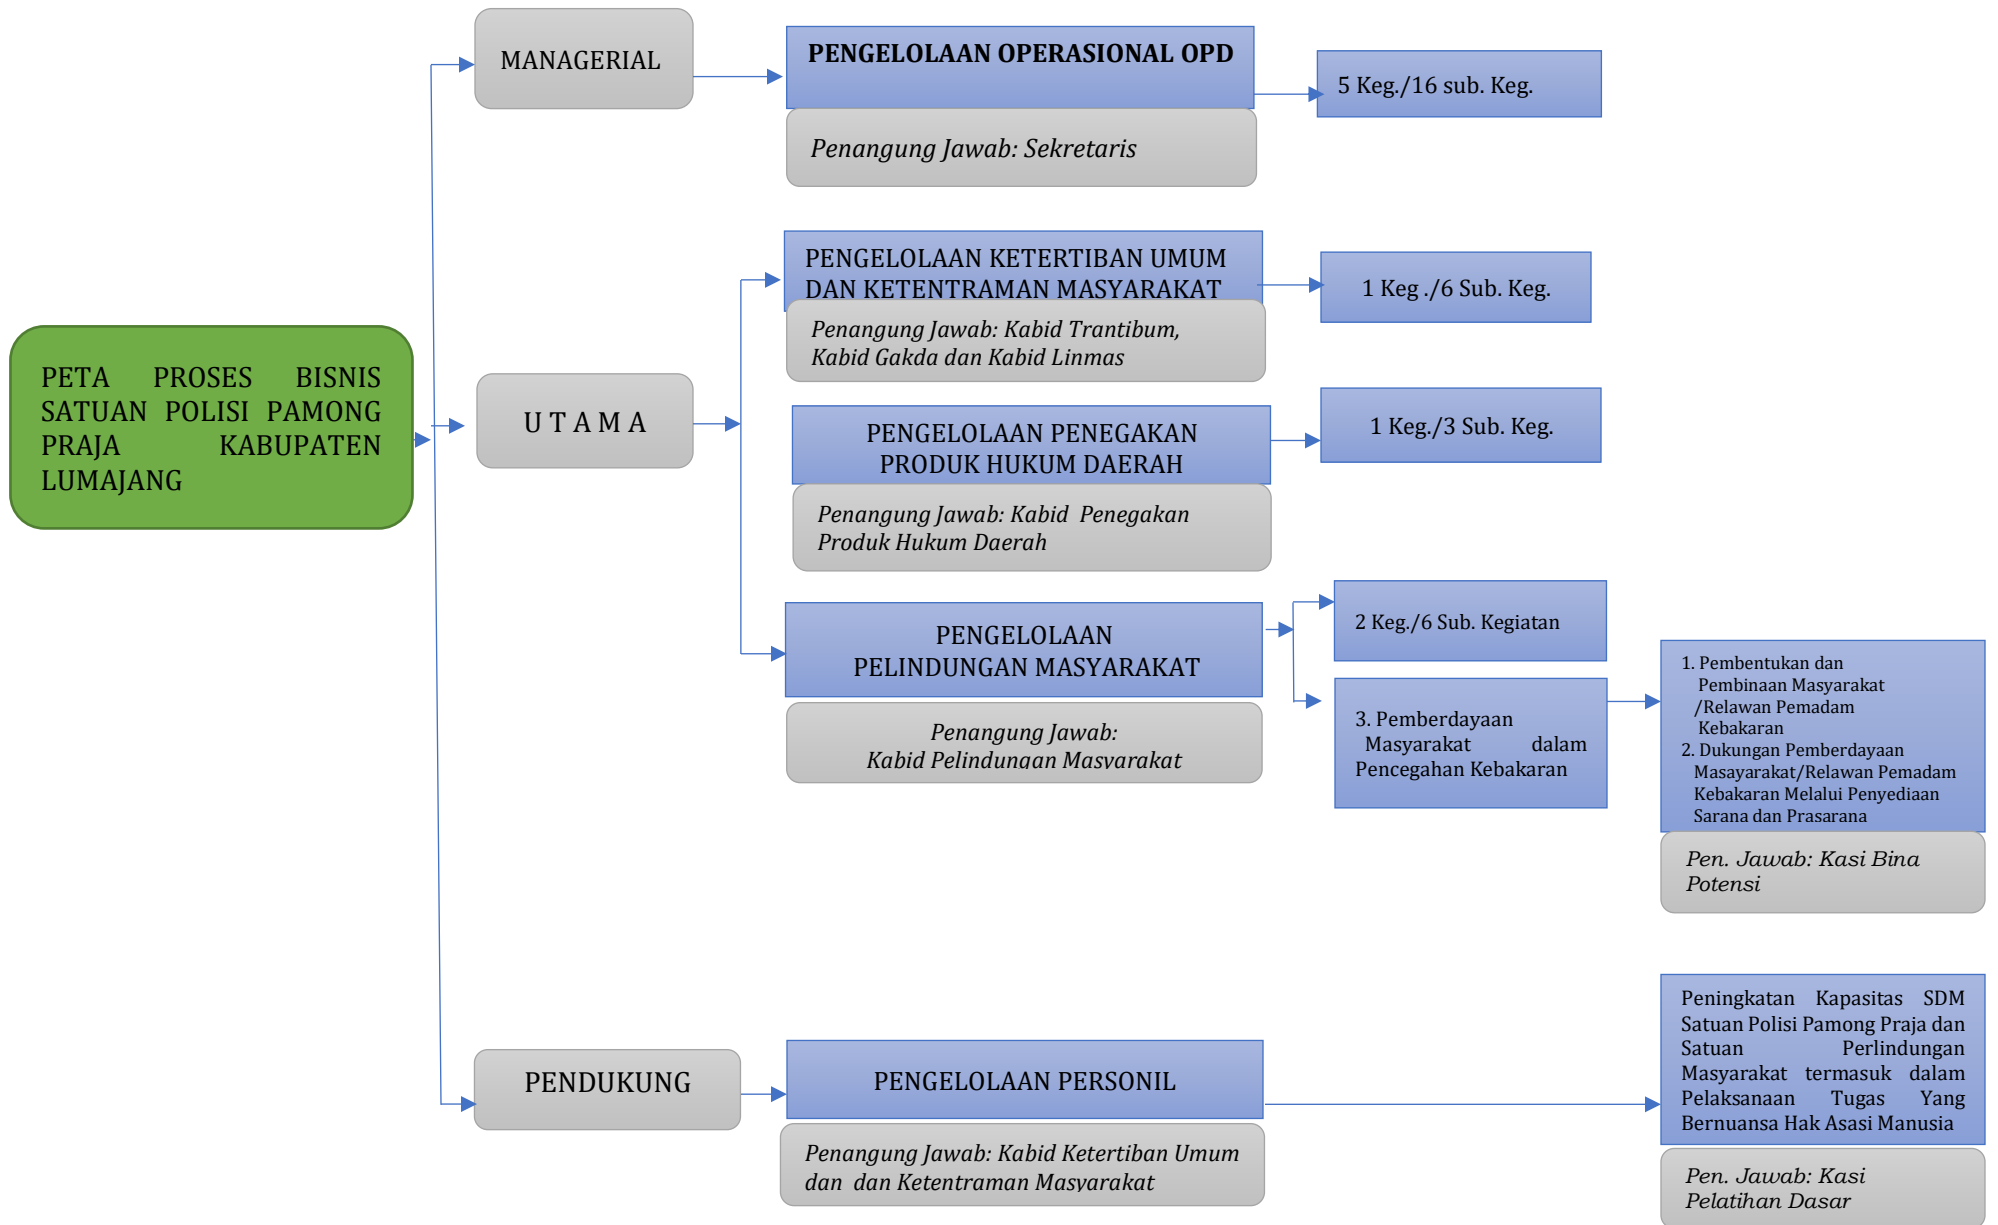 PETA PROSES BISNIS
SATUAN POLISI PAMONG
PRAJA KABUPATEN
LUMAJANG
MANAGERIAL
PENGELOLAAN OPERASIONAL OPD
Penangung Jawab: Sekretaris
5 Keg./16 sub. Keg.
U T A M A
PENGELOLAAN KETERTIBAN UMUM
DAN KETENTRAMAN MASYARAKAT
Penangung Jawab: Kabid Trantibum,
Kabid Gakda dan Kabid Linmas
1 Keg ./6 Sub. Keg.
PENGELOLAAN PENEGAKAN
PRODUK HUKUM DAERAH
Penangung Jawab: Kabid Penegakan
Produk Hukum Daerah
1 Keg./3 Sub. Keg.
PENGELOLAAN
PELINDUNGAN MASYARAKAT
Penangung Jawab:
Kabid Pelindungan Masyarakat
2 Keg./6 Sub. Kegiatan
3. Pemberdayaan
Masyarakat dalam
Pencegahan Kebakaran
1. Pembentukan dan
Pembinaan Masyarakat
/Relawan Pemadam
Kebakaran
2. Dukungan Pemberdayaan
Masayarakat/Relawan Pemadam
Kebakaran Melalui Penyediaan
Sarana dan Prasarana
Pen. Jawab: Kasi Bina
Potensi
PENDUKUNG
PENGELOLAAN PERSONIL
Penangung Jawab: Kabid Ketertiban Umum
dan dan Ketentraman Masyarakat
Peningkatan Kapasitas SDM
Satuan Polisi Pamong Praja dan
Satuan Perlindungan
Masyarakat termasuk dalam
Pelaksanaan Tugas Yang
Bernuansa Hak Asasi Manusia
Pen. Jawab: Kasi
Pelatihan Dasar